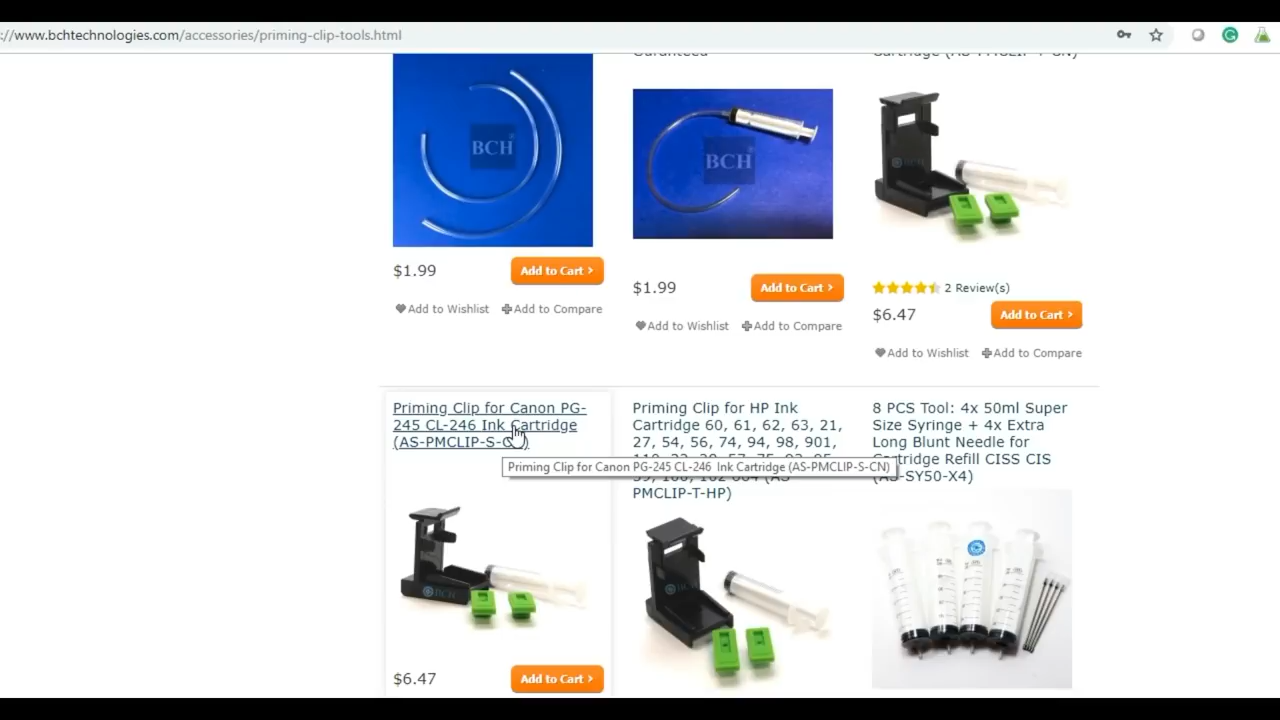 ://www.bchtechnologies.com/accessories/priming-clip-tools.html
BCH
$1.99
Add to Cart >
Add to Wishlist
Add to Compare
BCH
$1.99
Add to Cart >
Add to Wishlist
Add to Compare
2 Review(s)
$6.47
Add to Cart >
Add to Wishlist
Add to Compare
Priming Clip for Canon PG-
245 CL-246 Ink Cartridge
(AS-PMCLIP-S-CN)
Priming Clip for Canon PG-245 CL-246 Ink Cartridge (AS-PMCLIP-S-CN)
BCH
$6.47
Add to Cart >
Priming Clip for HP Ink
Cartridge 60, 61, 62, 63, 21,
27, 54, 56, 74, 94, 98, 901,
PMCLIP-T-HP)
8 PCS Tool: 4x 50ml Super
Size Syringe + 4x Extra
Long Blunt Needle for
Cartridge Refill CISS CIS
(AS-SY50-X4)